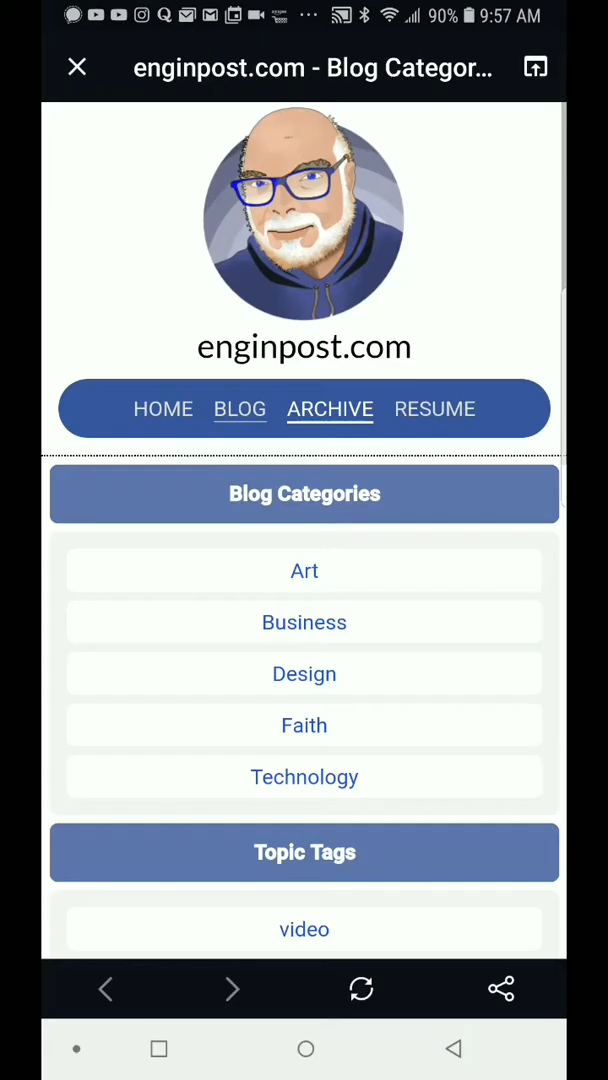 90% 9:57 AM
enginpost.com - Blog Categor...
enginpost.com
HOME BLOG ARCHIVE RESUME
Blog Categories
Art
Business
Design
Faith
Technology
Topic Tags
video